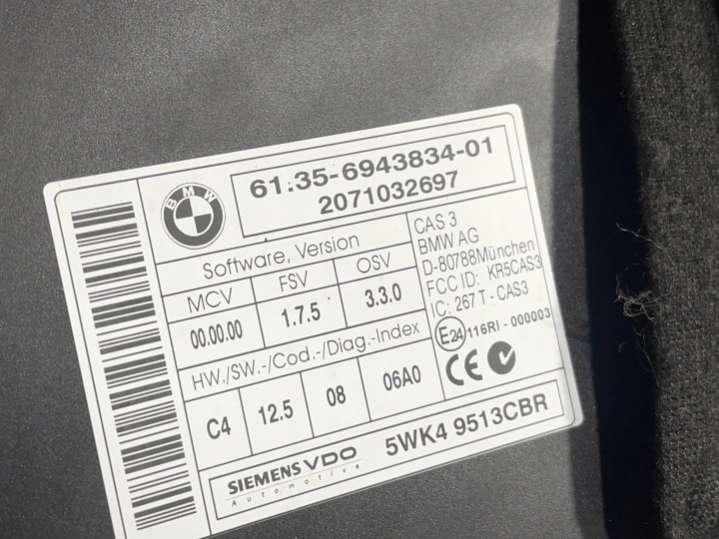 BMW
61.35-6943834-01
2071032697
Software, Version
MCV FSV OSV
00.00.00 1.7.5 3.3.0
HW./SW.-/Cod.-/Diag.-Index
C4 12.5 08 06A0
CAS 3
BMW AG
D-80788München
FCC ID: KR5CAS3
IC: 267 T - CAS3
E24 116RI - 000003
CE
SIEMENS VDO
Automotive
5WK4 9513CBR